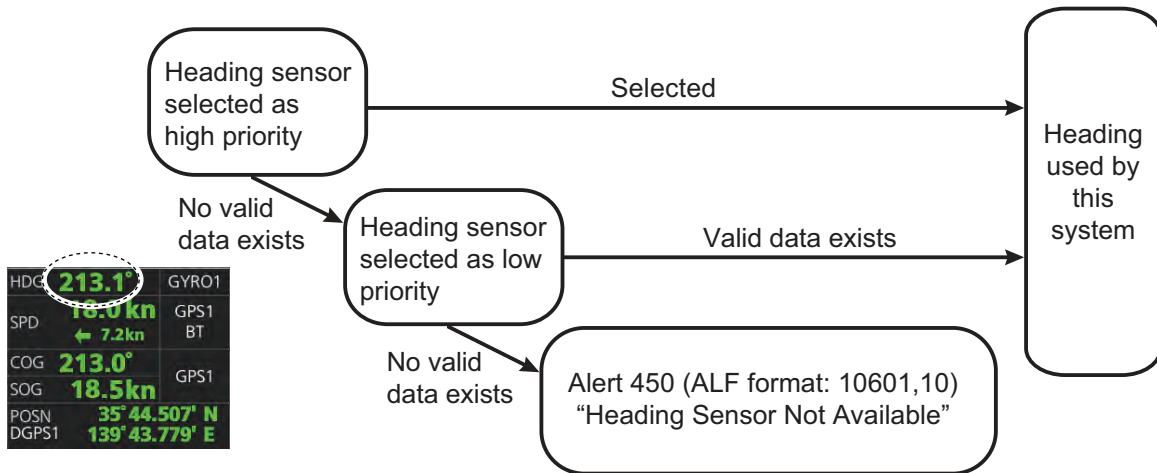 Heading sensor
selected as
high priority
Selected
Heading
used by
this
system
No valid
data exists
Heading sensor
selected as low
priority
Valid data exists
No valid
data exists
Alert 450 (ALF format: 10601,10)
“Heading Sensor Not Available”
HDG 213.1° GYRO1
SPD 18.0 kn GPS1
7.2kn BT
COG 213.0°
GPS1
SOG 18.5kn
POSN 35°44.507' N
DGPS1 139°43.779' E